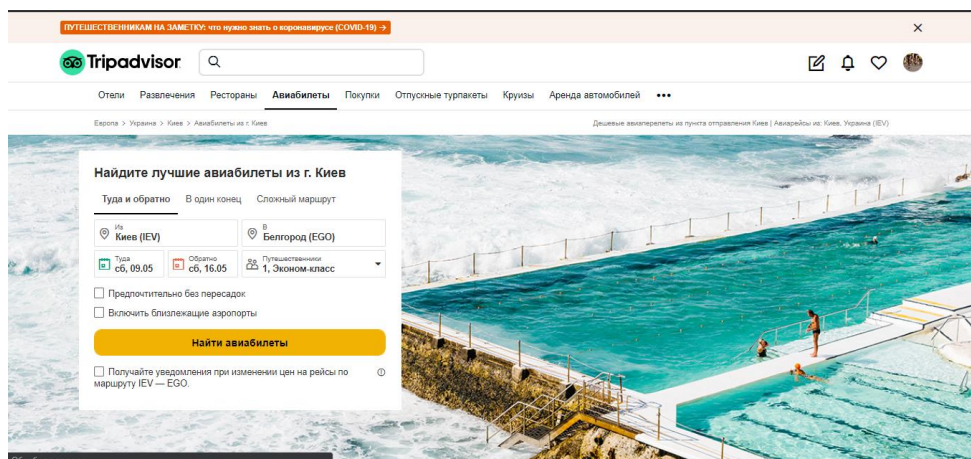 ПУТЕШЕСТВЕННИКАМ НА ЗАМЕТКУ: что нужно знать о коронавирусе (COVID-19) →
Tripadvisor
Отели Развлечения Рестораны Авиабилеты Покупки Отпускные турпакеты Круизы Аренда автомобилей
Европа > Украина > Киев > Авиабилеты из г. Киев
Дешевые авиаперелеты из пункта отправления Киев | Авиарейсы из: Киев, Украина (IEV)
Найдите лучшие авиабилеты из г. Киев
Туда и обратно В один конец Сложный маршрут
Из В
Киев (IEV) Белгород (EGO)
Туда Обратно Путешественники
сб, 09.05 сб, 16.05 1, Эконом-класс
Предпочтительно без пересадок
Включить близлежащие аэропорты
Найти авиабилеты
Получайте уведомления при изменении цен на рейсы по
маршруту IEV — EGO.